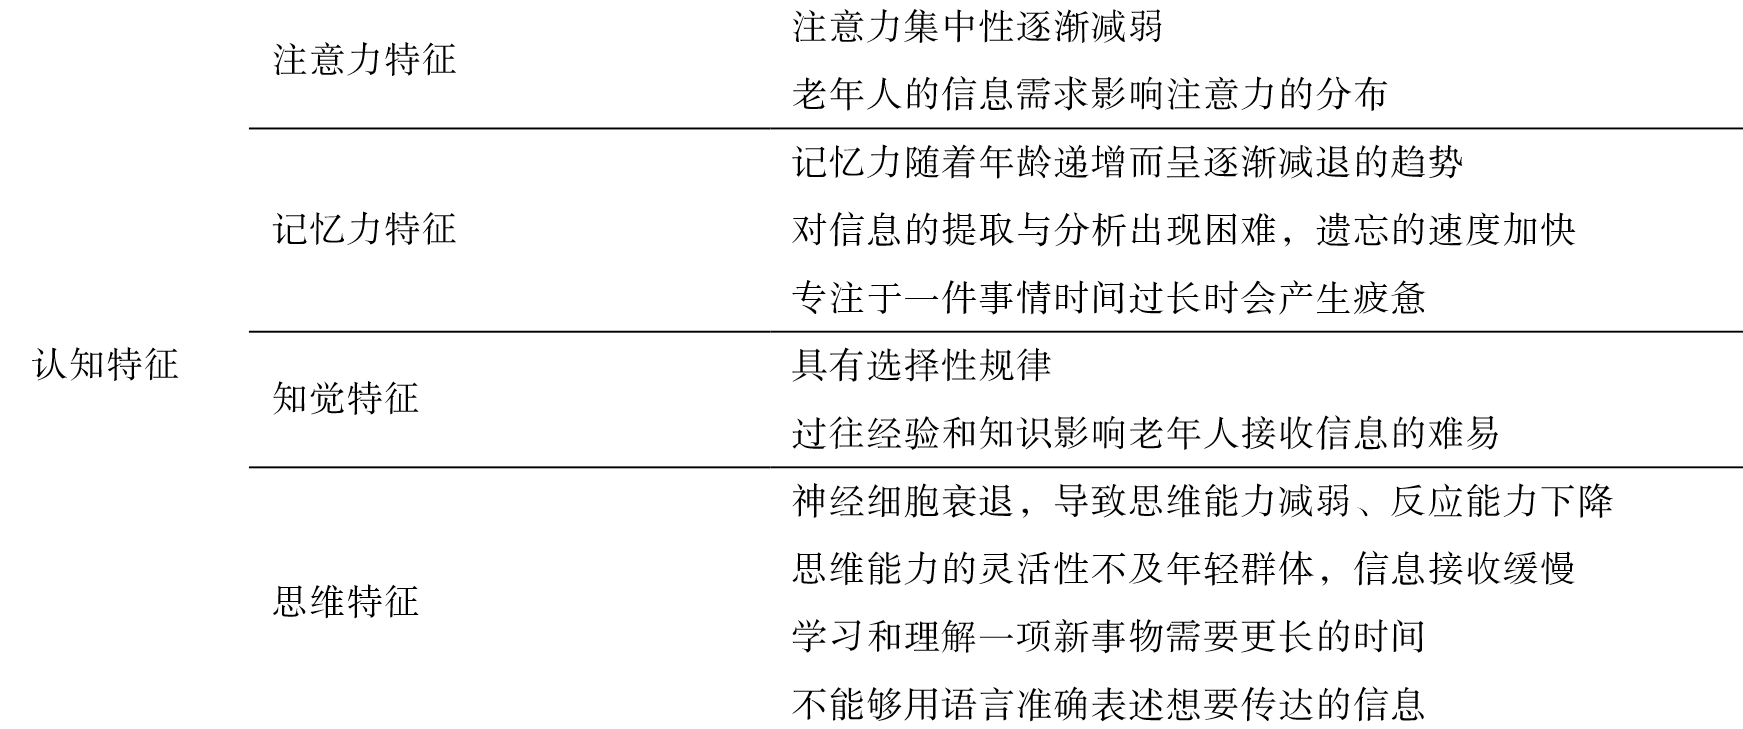 认知特征
注意力特征
注意力集中性逐渐减弱
老年人的信息需求影响注意力的分布
记忆力特征
记忆力随着年龄递增而呈逐渐减退的趋势
对信息的提取与分析出现困难，遗忘的速度加快
专注于一件事情时间过长时会产生疲惫
知觉特征
具有选择性规律
过往经验和知识影响老年人接收信息的难易
思维特征
神经细胞衰退，导致思维能力减弱、反应能力下降
思维能力的灵活性不及年轻群体，信息接收缓慢
学习和理解一项新事物需要更长的时间
不能够用语言准确表述想要传达的信息